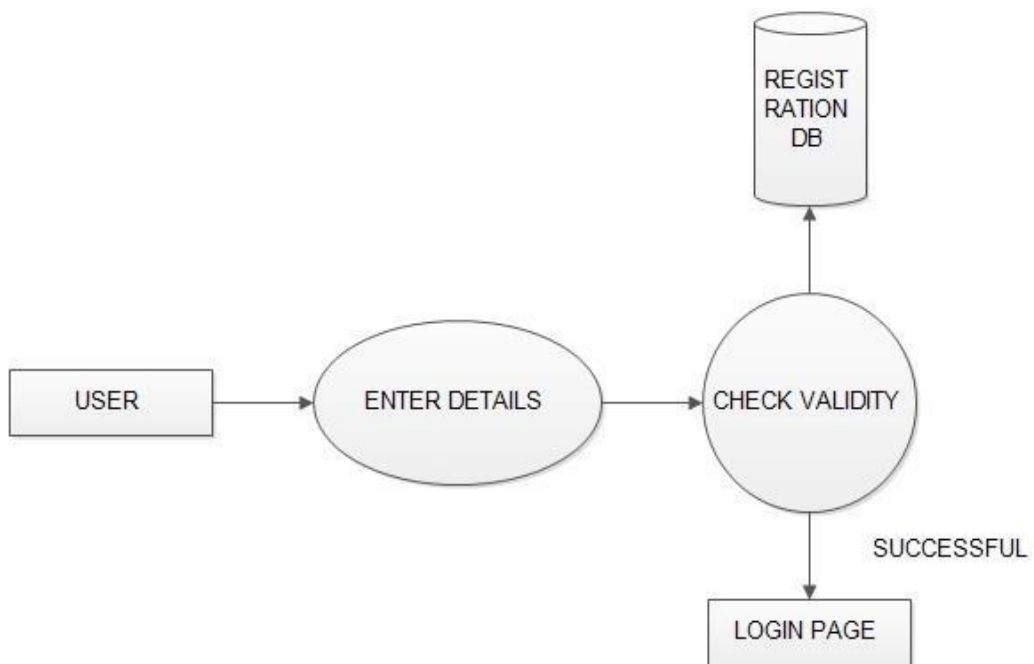 REGIST
RATION
DB
USER
ENTER DETAILS
CHECK VALIDITY
SUCCESSFUL
LOGIN PAGE